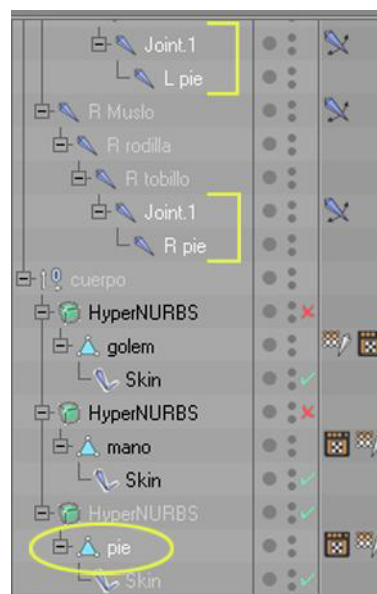 Joint.1
L pie
R Muslo
R rodilla
R tobillo
Joint.1
R pie
cuerpo
HyperNURBS
golem
Skin
HyperNURBS
mano
Skin
HyperNURBS
pie
Skin